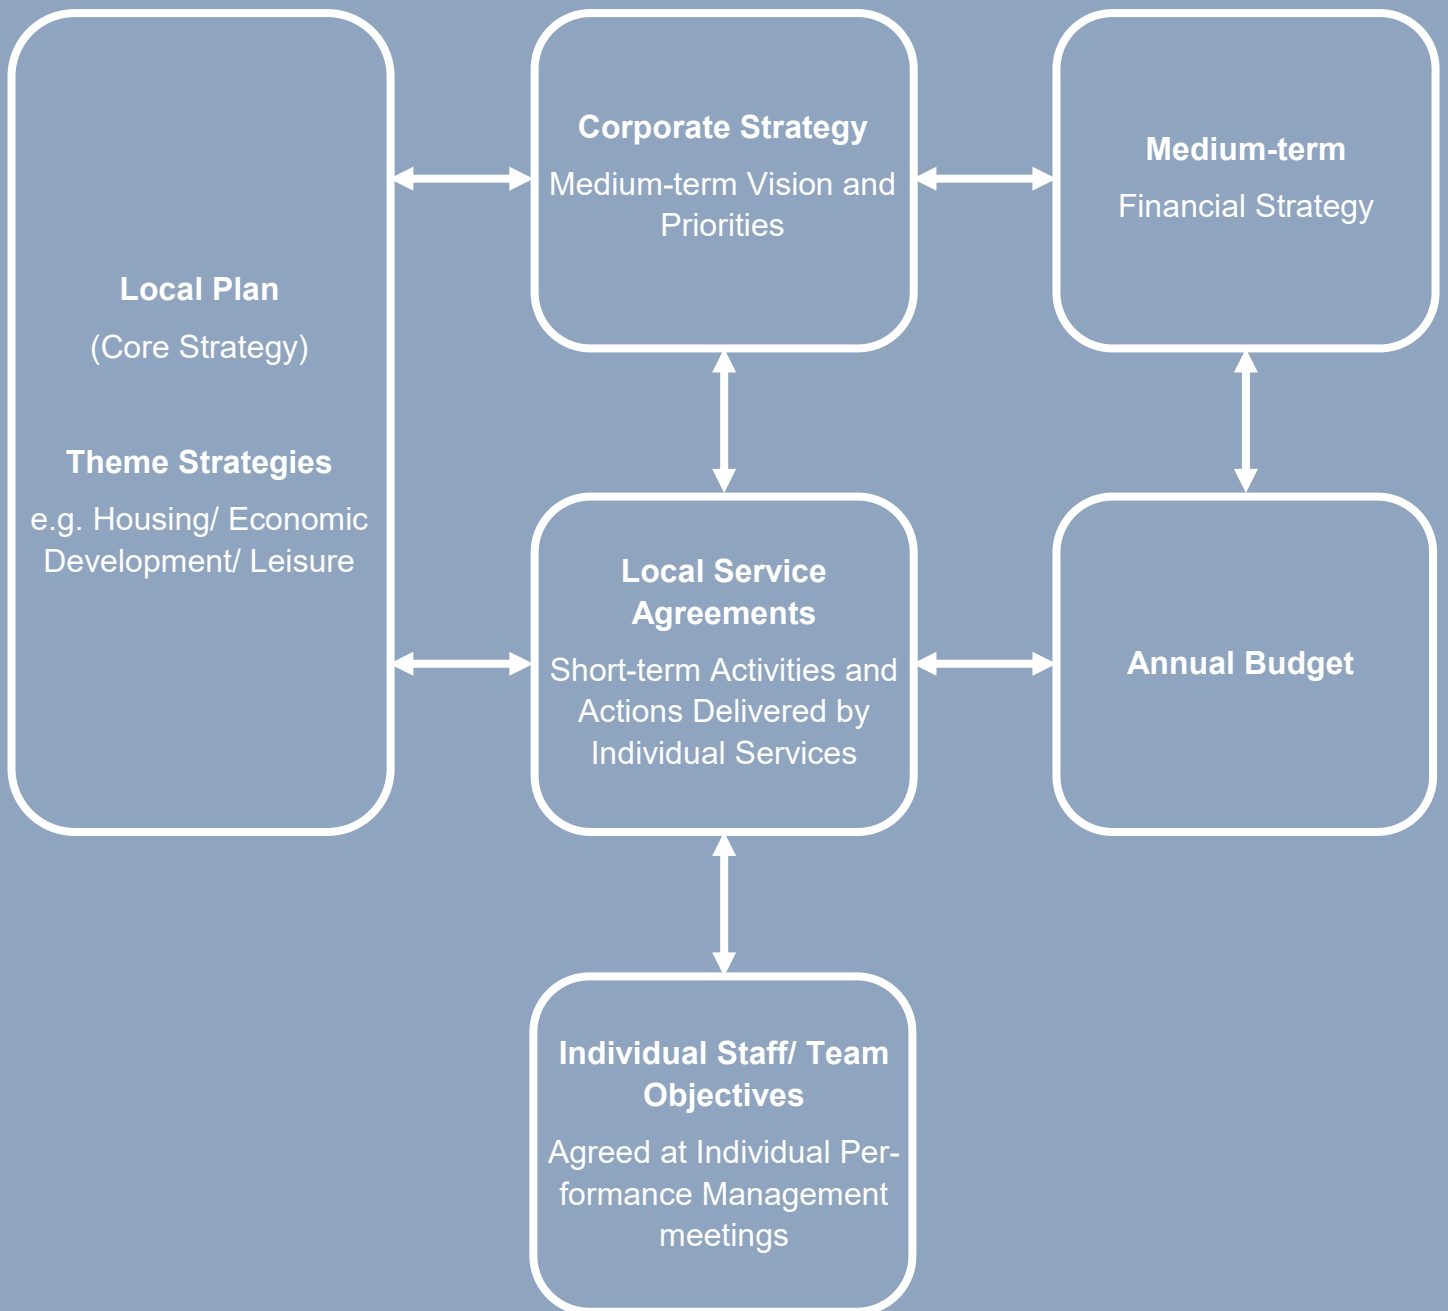 Local Plan
(Core Strategy)
Theme Strategies
e.g. Housing/ Economic
Development/ Leisure
Corporate Strategy
Medium-term Vision and
Priorities
Medium-term
Financial Strategy
Local Service
Agreements
Short-term Activities and
Actions Delivered by
Individual Services
Annual Budget
Individual Staff/ Team
Objectives
Agreed at Individual Per-
formance Management
meetings